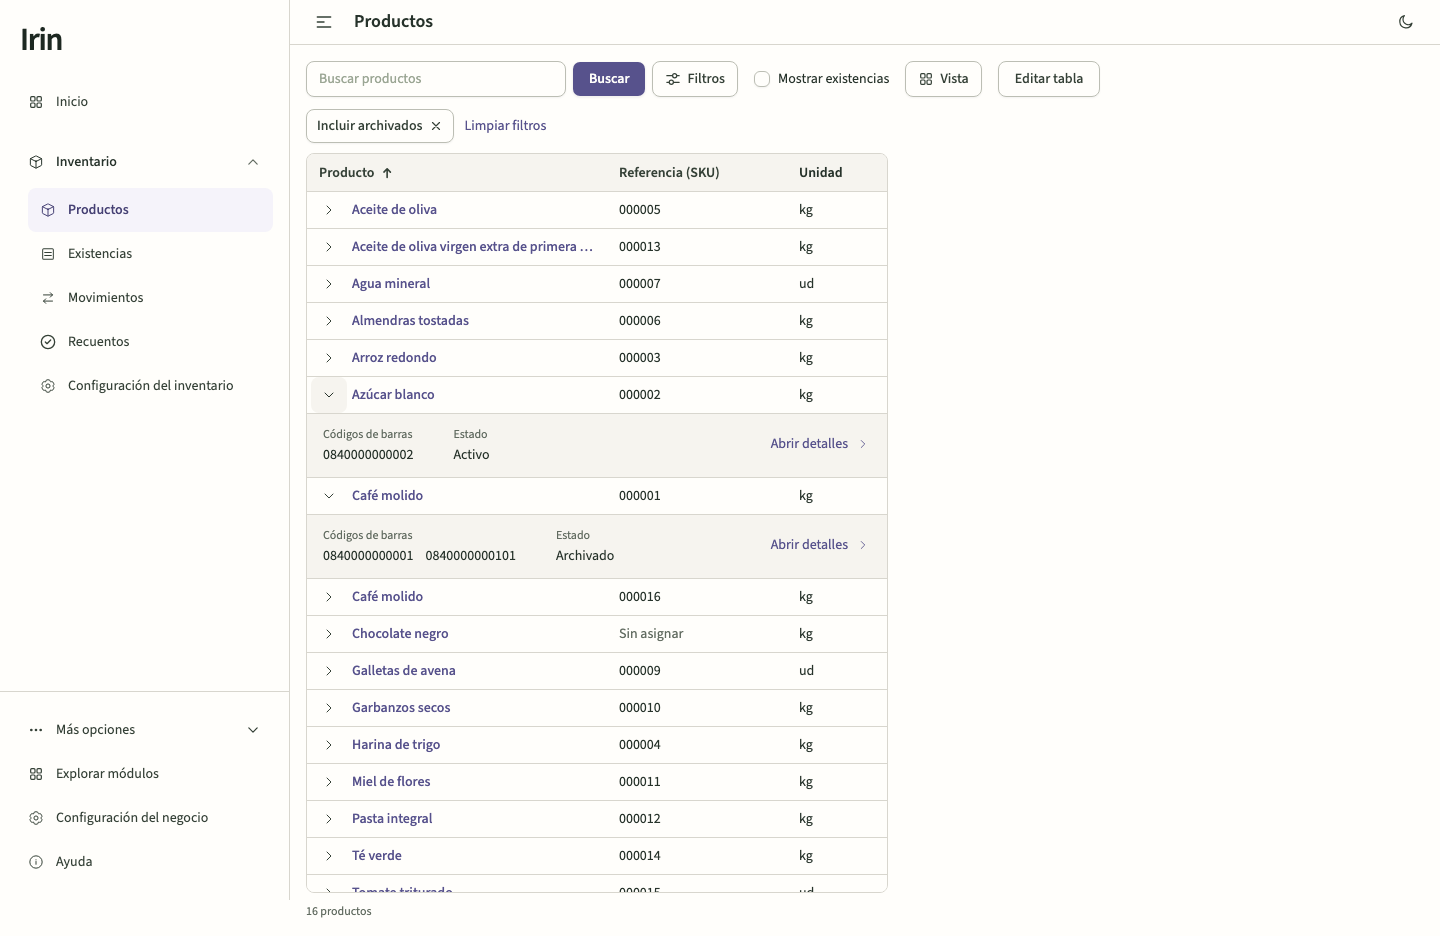 Irin
Inicio
Inventario
Productos
Existencias
Movimientos
Recuentos
Configuración del inventario
Más opciones
Explorar módulos
Configuración del negocio
Ayuda
Productos
Buscar productos
Buscar
Filtros
Mostrar existencias
Vista
Editar tabla
Incluir archivados
Limpiar filtros
Producto Referencia (SKU) Unidad
Aceite de oliva 000005 kg
Aceite de oliva virgen extra de primera ... 000013 kg
Agua mineral 000007 ud
Almendras tostadas 000006 kg
Arroz redondo 000003 kg
Azúcar blanco 000002 kg
Códigos de barras Estado
0840000000002 Activo
Abrir detalles
Café molido 000001 kg
Códigos de barras Estado
0840000000001 0840000000101 Archivado
Abrir detalles
Café molido 000016 kg
Chocolate negro Sin asignar kg
Galletas de avena 000009 ud
Garbanzos secos 000010 kg
Harina de trigo 000004 kg
Miel de flores 000011 kg
Pasta integral 000012 kg
Té verde 000014 kg
Tomate triturado 000015 ud
16 productos